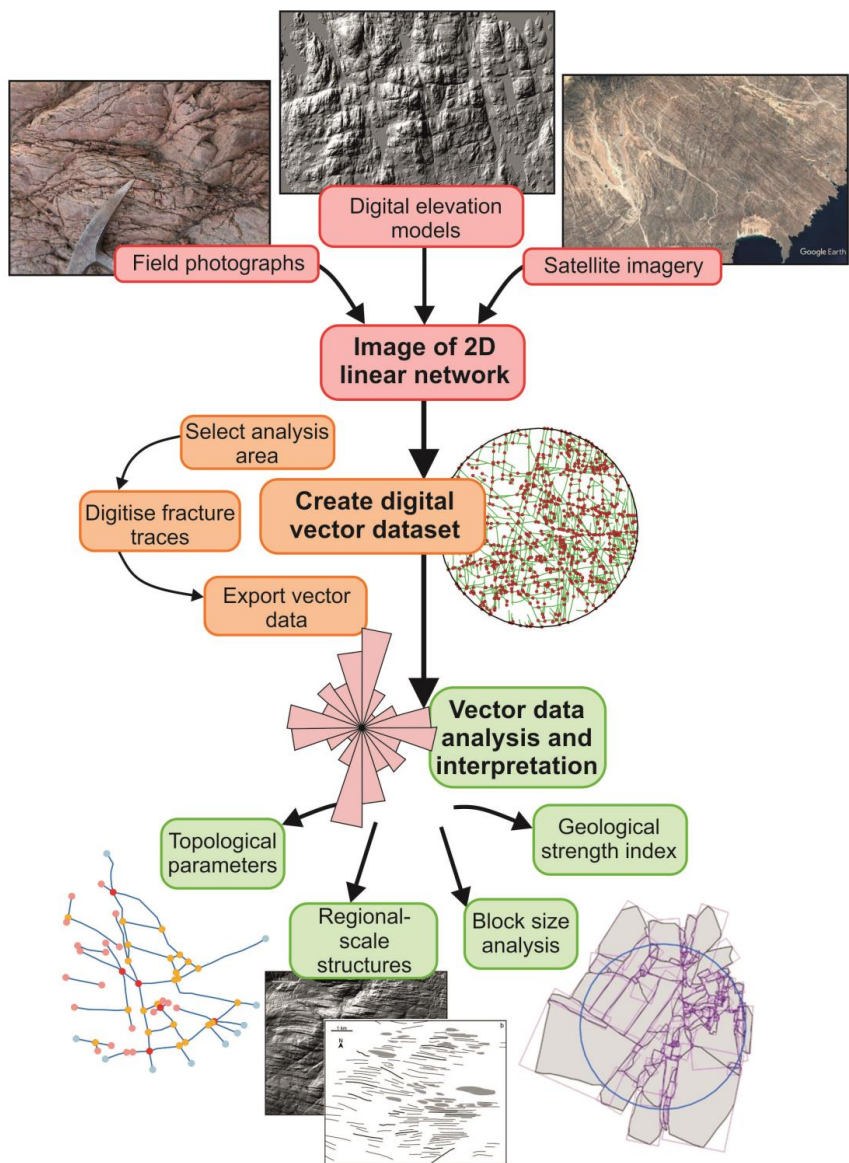 Digital elevation
models
Field photographs
Satellite imagery
Google Earth
Image of 2D
linear network
Select analysis
area
Create digital
vector dataset
Digitise fracture
traces
Export vector
data
Vector data
analysis and
interpretation
Topological
parameters
Geological
strength index
Regional-
scale
structures
Block size
analysis
b
1 km
N